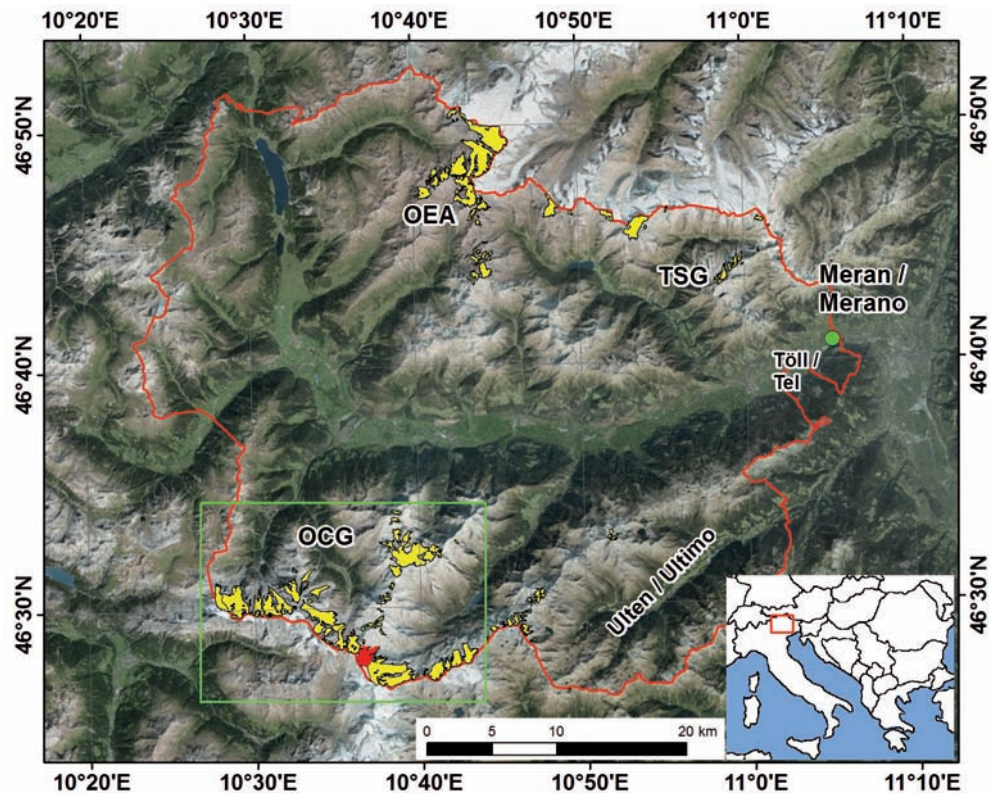 10°20'E 10°30'E 10°40'E 10°50'E 11°0'E 11°10'E
46°50'N
46°50'N
OEA
TSG
Meran /
Merano
Töll /
Tel
46°40'N
46°40'N
OCG
Ulten / Ultimo
46°30'N
46°30'N
0 5 10 20 km
10°20'E 10°30'E 10°40'E 10°50'E 11°0'E 11°10'E